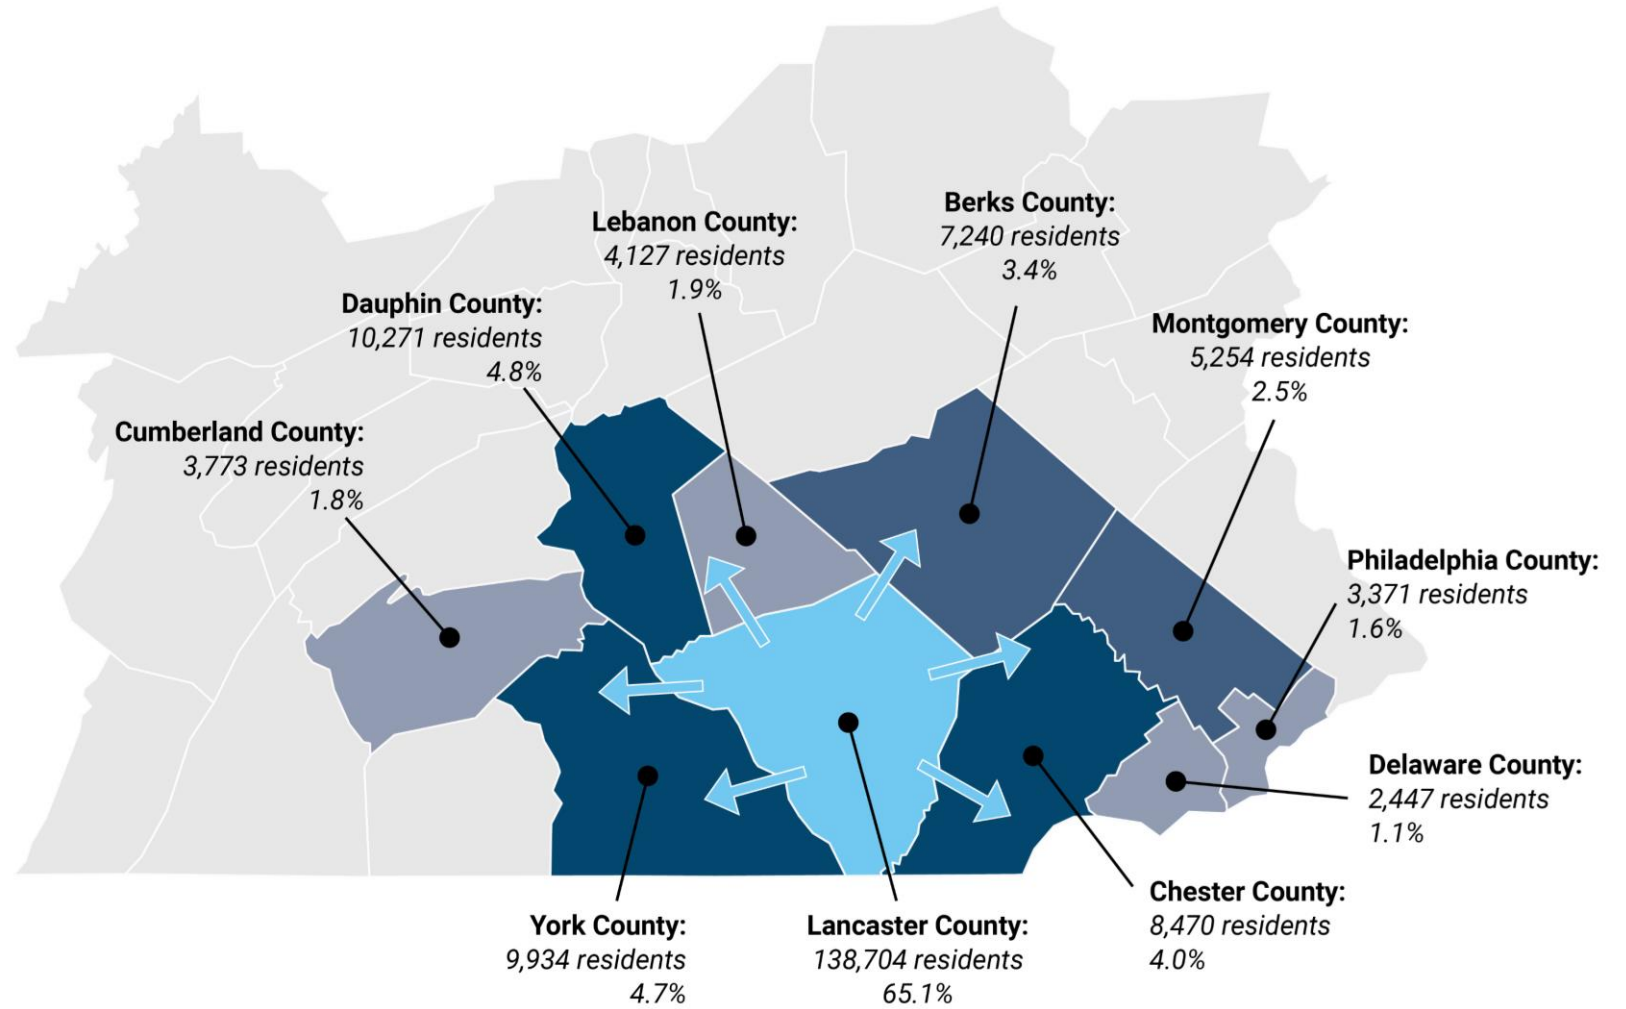 Berks County:
7,240 residents
3.4%
Lebanon County:
4,127 residents
1.9%
Dauphin County:
10,271 residents
4.8%
Montgomery County:
5,254 residents
2.5%
Cumberland County:
3,773 residents
1.8%
Philadelphia County:
3,371 residents
1.6%
Delaware County:
2,447 residents
1.1%
Chester County:
8,470 residents
4.0%
York County:
9,934 residents
4.7%
Lancaster County:
138,704 residents
65.1%